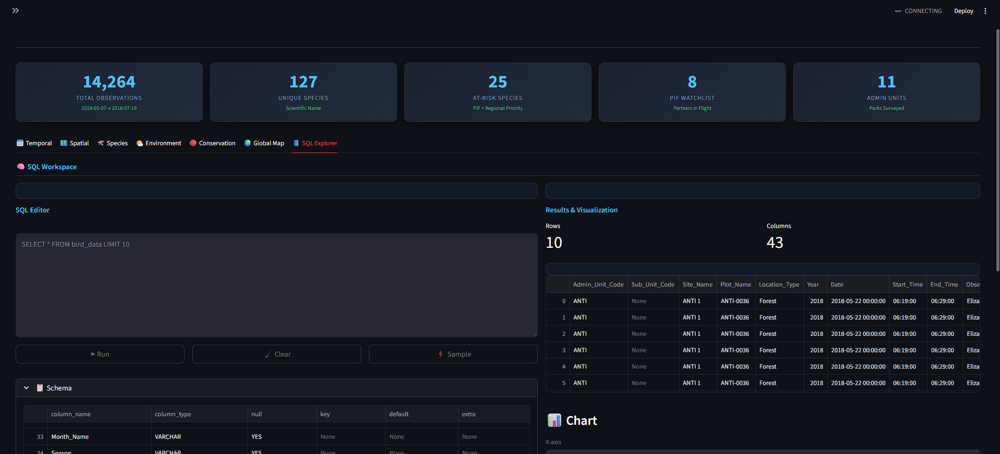 CONNECTING Deploy
14,264
TOTAL OBSERVATIONS
2018-05-07 → 2018-07-19
127
UNIQUE SPECIES
Scientific Name
25
AT-RISK SPECIES
PIF + Regional Priority
8
PIF WATCHLIST
Partners in Flight
11
ADMIN UNITS
Parks Surveyed
Temporal Spatial Species Environment Conservation Global Map SQL Explorer
SQL Workspace
SQL Editor
SELECT * FROM bird_data LIMIT 10
Run Clear Sample
Schema
column_name column_type null key default extra
33 Month_Name VARCHAR YES None None None
34 Season VARCHAR YES None None None
Results & Visualization
Rows Columns
10 43
Admin_Unit_Code Sub_Unit_Code Site_Name Plot_Name Location_Type Year Date Start_Time End_Time Obse
0 ANTI None ANTI 1 ANTI-0036 Forest 2018 2018-05-22 00:00:00 06:19:00 06:29:00 Eliza
1 ANTI None ANTI 1 ANTI-0036 Forest 2018 2018-05-22 00:00:00 06:19:00 06:29:00 Eliza
2 ANTI None ANTI 1 ANTI-0036 Forest 2018 2018-05-22 00:00:00 06:19:00 06:29:00 Eliza
3 ANTI None ANTI 1 ANTI-0036 Forest 2018 2018-05-22 00:00:00 06:19:00 06:29:00 Eliza
4 ANTI None ANTI 1 ANTI-0036 Forest 2018 2018-05-22 00:00:00 06:19:00 06:29:00 Eliza
5 ANTI None ANTI 1 ANTI-0036 Forest 2018 2018-05-22 00:00:00 06:19:00 06:29:00 Eliza
Chart
X-axis